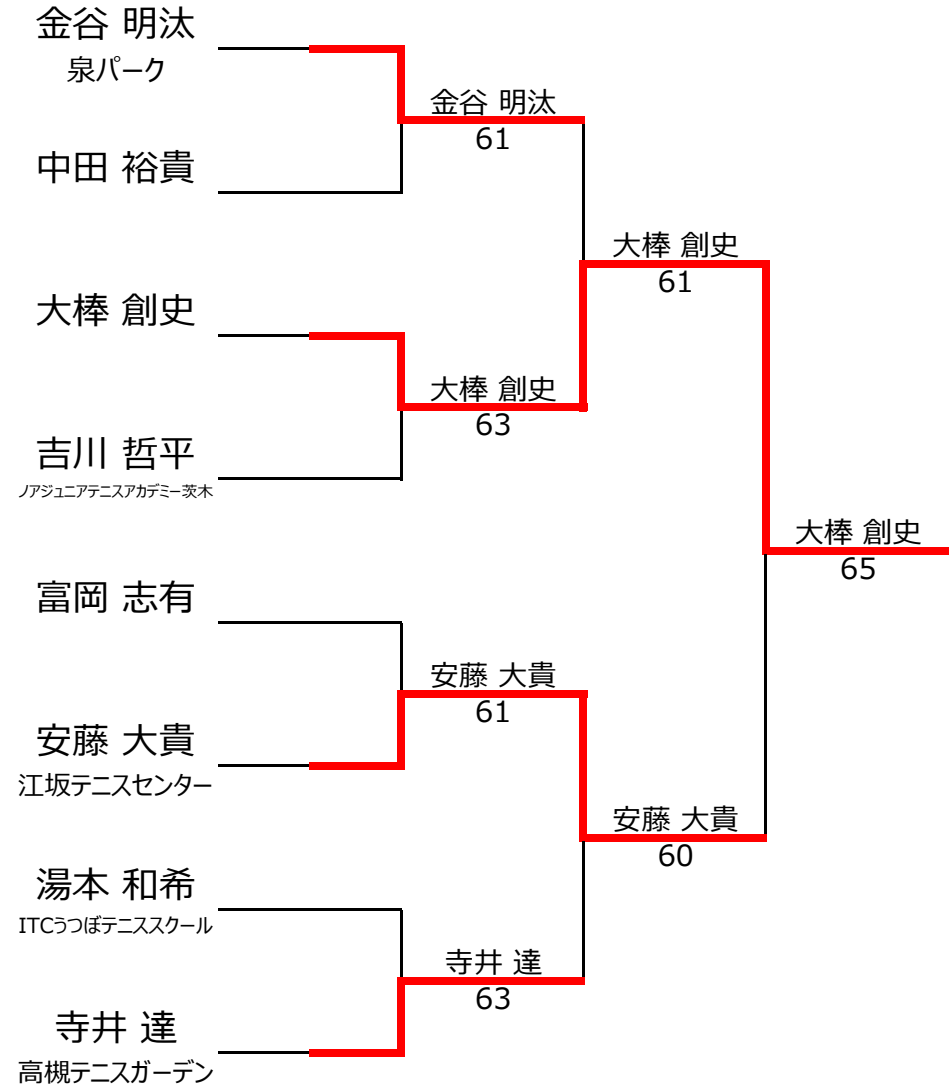 金谷 明汰
泉パーク
金谷 明汰
61
中田 裕貴
大棒 創史
61
大棒 創史
大棒 創史
63
吉川 哲平
ノアジュニアテニスアカデミー茨木
大棒 創史
65
富岡 志有
安藤 大貴
61
安藤 大貴
江坂テニスセンター
安藤 大貴
60
湯本 和希
ITCうつぼテニススクール
寺井 達
63
寺井 達
高槻テニスガーデン